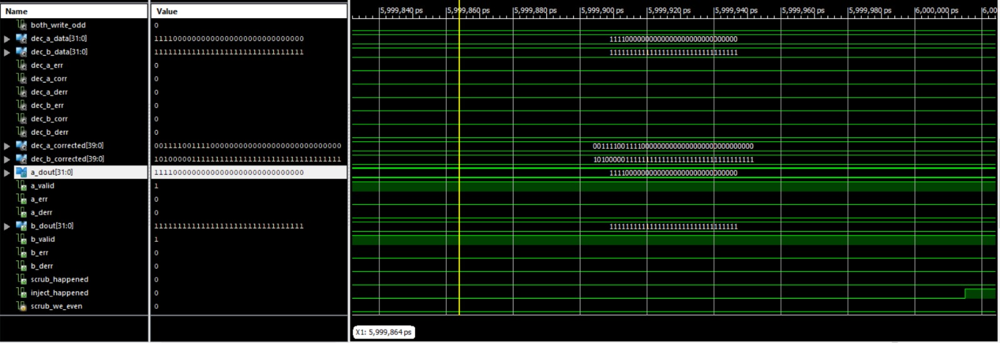 Name Value 5,999,840 ps 5,999,860 ps 5,999,880 ps 5,999,900 ps 5,999,920 ps 5,999,940 ps 5,999,960 ps 5,999,980 ps 6,000,000 ps 6,00
both_write_odd 0
dec_a_data[31:0] 11110000000000000000000000000000 11110000000000000000000000000000
dec_b_data[31:0] 11111111111111111111111111111111 11111111111111111111111111111111
dec_a_err 0
dec_a_corr 0
dec_a_derr 0
dec_b_err 0
dec_b_corr 0
dec_b_derr 0
dec_a_corrected[39:0] 0011110011110000000000000000000000000000 0011110011110000000000000000000000000000
dec_b_corrected[39:0] 1010000011111111111111111111111111111111 1010000011111111111111111111111111111111
a_dout[31:0] 11110000000000000000000000000000 11110000000000000000000000000000
a_valid 1
a_err 0
a_derr 0
b_dout[31:0] 11111111111111111111111111111111 11111111111111111111111111111111
b_valid 1
b_err 0
b_derr 0
scrub_happened 0
inject_happened 0
scrub_we_even 0
X1: 5,999,864 ps